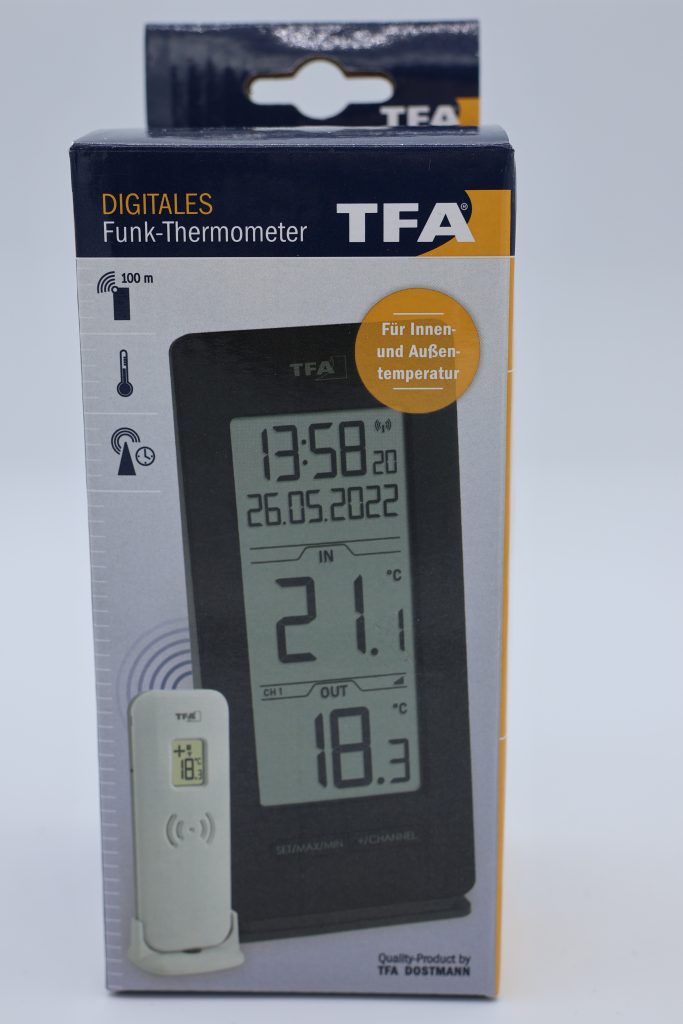 TFA
DIGITALES
Funk-Thermometer
TFA®
100 m
Für Innen-
und Außen-
temperatur
TFA
13:58 20
26.05.2022
IN
21.1 °C
CH 1 OUT
18.3 °C
TFA
+
18.3 °C
SET/MAX/MIN +/CHANNEL
Quality-Product by
TFA DOSTMANN